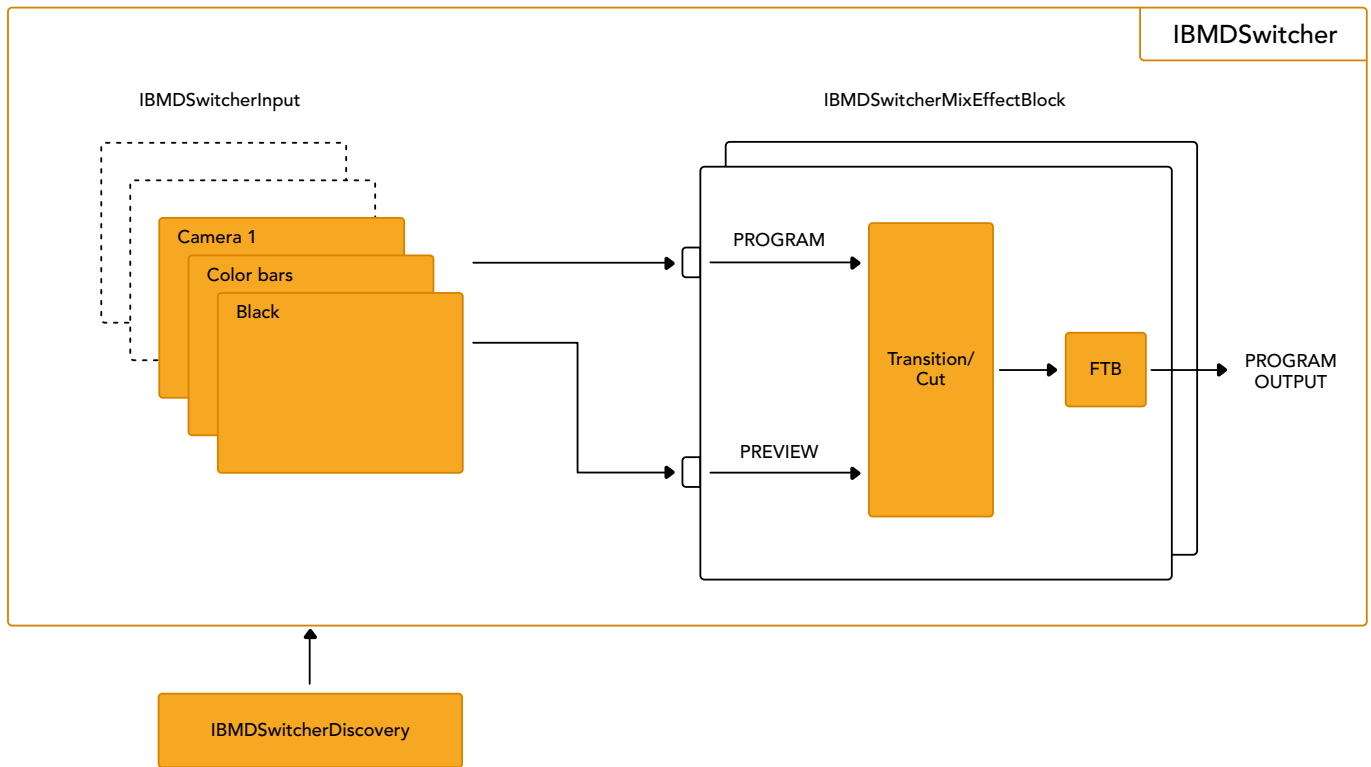 IBMDSwitcher
IBMDSwitcherInput
IBMDSwitcherMixEffectBlock
Camera 1
Color bars
Black
PROGRAM
PREVIEW
Transition/
Cut
FTB
PROGRAM
OUTPUT
IBMDSwitcherDiscovery